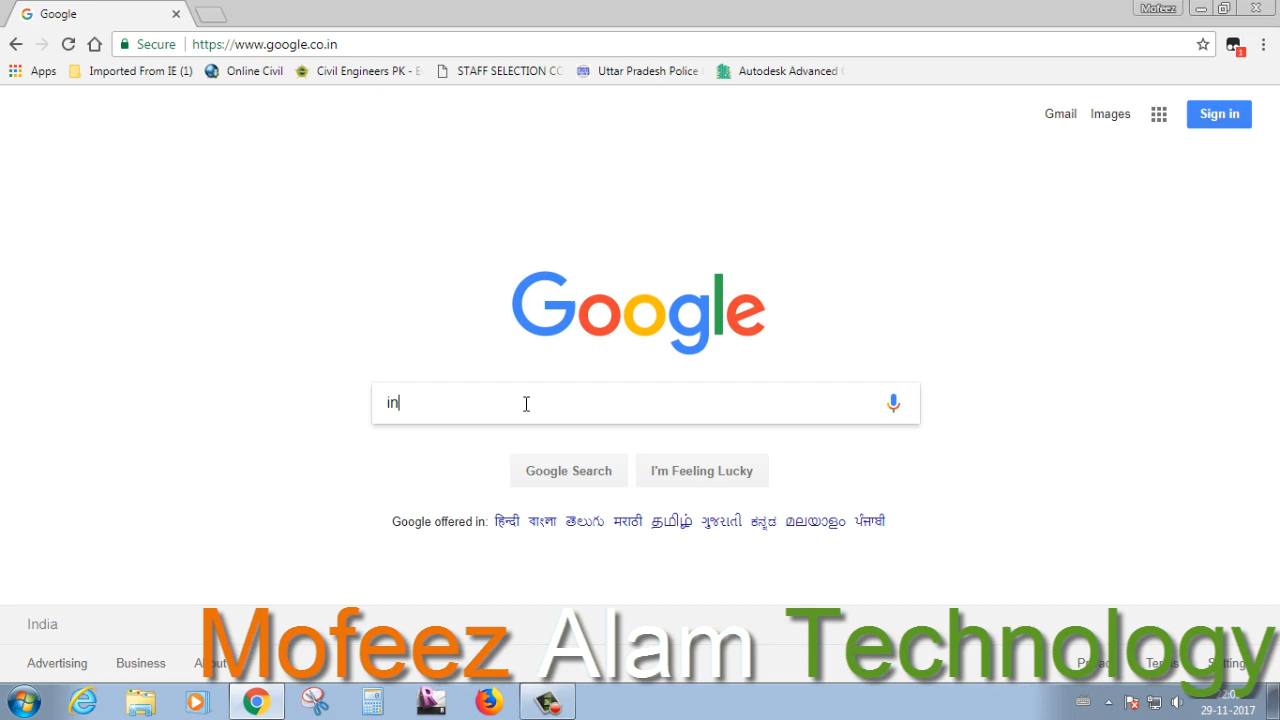 Google
Mofeez
Secure https://www.google.co.in
1
Apps Imported From IE (1) Online Civil Civil Engineers PK - E STAFF SELECTION CC Uttar Pradesh Police Autodesk Advanced
Gmail Images Sign in
Google
in
Google Search I'm Feeling Lucky
Google offered in: हिन्दी বাংলা తెలుగు मराठी தமிழ் ગુજરાતી ಕನ್ನಡ മലയാളം ਪੰਜਾਬੀ
India
Mofeez Alam Technology
Advertising Business About
29-11-2017